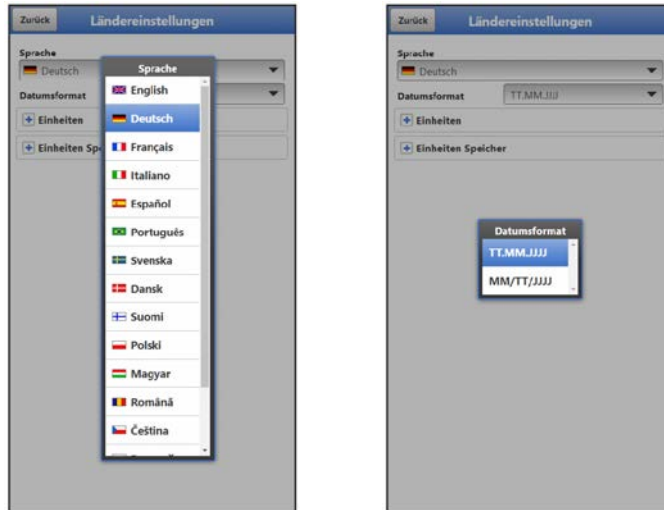 Zurück Ländereinstellungen
Sprache
Deutsch
Datumsformat
Einheiten
Einheiten
Sprache
English
Deutsch
Français
Italiano
Español
Português
Svenska
Dansk
Suomi
Polski
Magyar
Română
Čeština
Zurück Ländereinstellungen
Sprache
Deutsch
Datumsformat TT.MM.JJJJ
Einheiten
Einheiten Speicher
Datumsformat
TT.MM.JJJJ
MM/TT/JJJJ